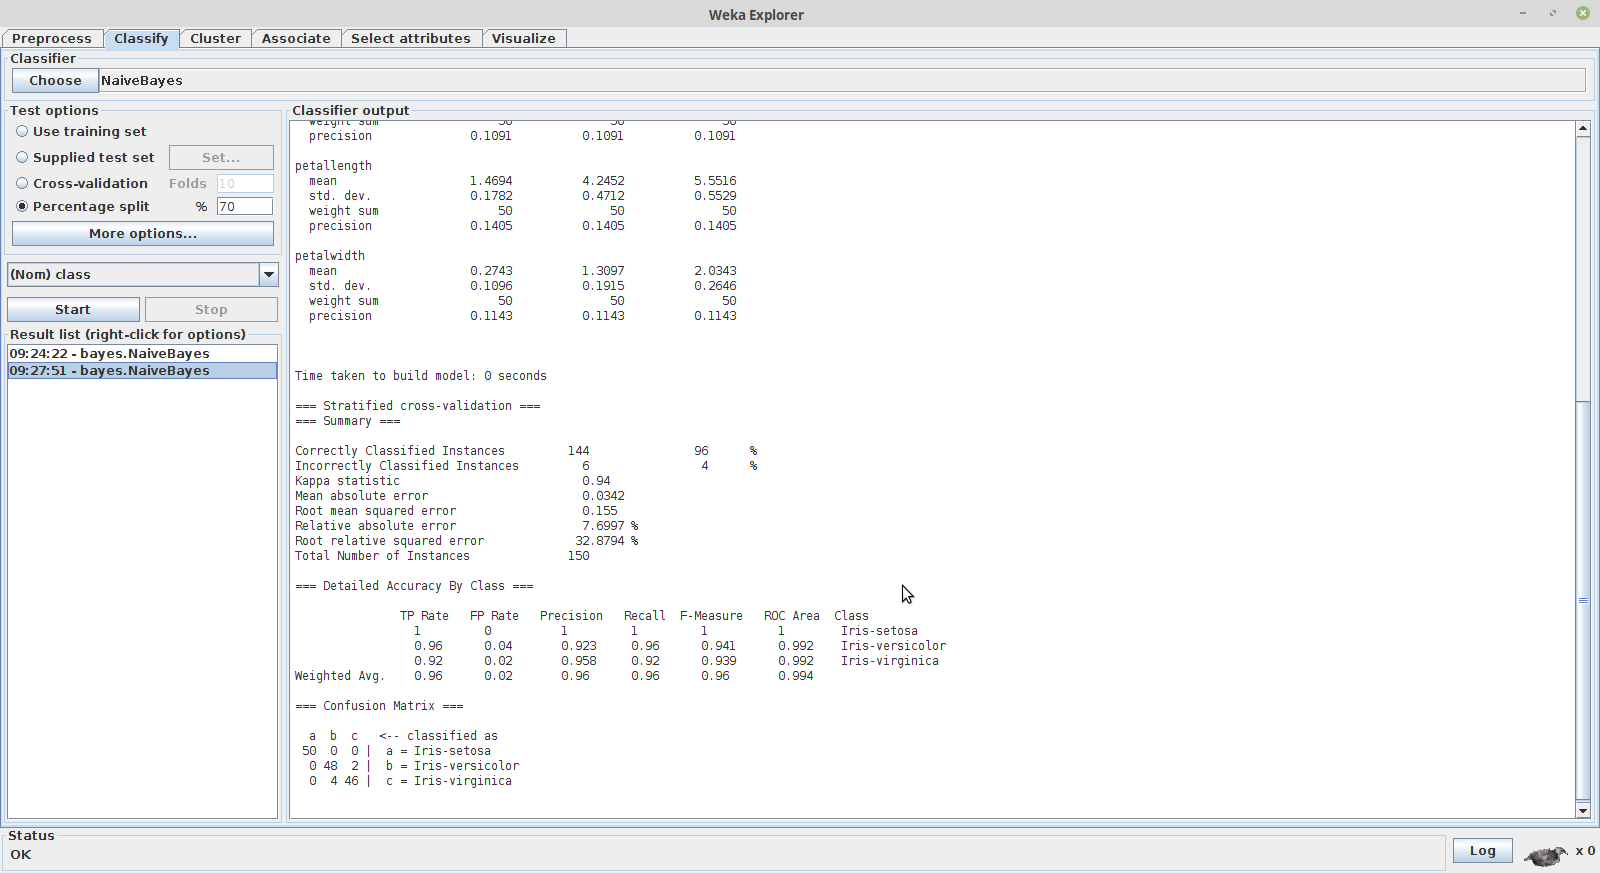 Weka Explorer
Preprocess Classify Cluster Associate Select attributes Visualize
Classifier
Choose NaiveBayes
Test options
Use training set
Supplied test set Set...
Cross-validation Folds 10
Percentage split % 70
More options...
(Nom) class
Start Stop
Result list (right-click for options)
09:24:22 - bayes.NaiveBayes
09:27:51 - bayes.NaiveBayes
Classifier output
weight sum 50 50 50
precision 0.1091 0.1091 0.1091
petallength
mean 1.4694 4.2452 5.5516
std. dev. 0.1782 0.4712 0.5529
weight sum 50 50 50
precision 0.1405 0.1405 0.1405
petalwidth
mean 0.2743 1.3097 2.0343
std. dev. 0.1096 0.1915 0.2646
weight sum 50 50 50
precision 0.1143 0.1143 0.1143
Time taken to build model: 0 seconds
=== Stratified cross-validation ===
=== Summary ===
Correctly Classified Instances 144 96 %
Incorrectly Classified Instances 6 4 %
Kappa statistic 0.94
Mean absolute error 0.0342
Root mean squared error 0.155
Relative absolute error 7.6997 %
Root relative squared error 32.8794 %
Total Number of Instances 150
=== Detailed Accuracy By Class ===
TP Rate FP Rate Precision Recall F-Measure ROC Area Class
1 0 1 1 1 1 Iris-setosa
0.96 0.04 0.923 0.96 0.941 0.992 Iris-versicolor
0.92 0.02 0.958 0.92 0.939 0.992 Iris-virginica
Weighted Avg. 0.96 0.02 0.96 0.96 0.96 0.994
=== Confusion Matrix ===
a b c <-- classified as
50 0 0 | a = Iris-setosa
0 48 2 | b = Iris-versicolor
0 4 46 | c = Iris-virginica
Status
OK
Log x 0